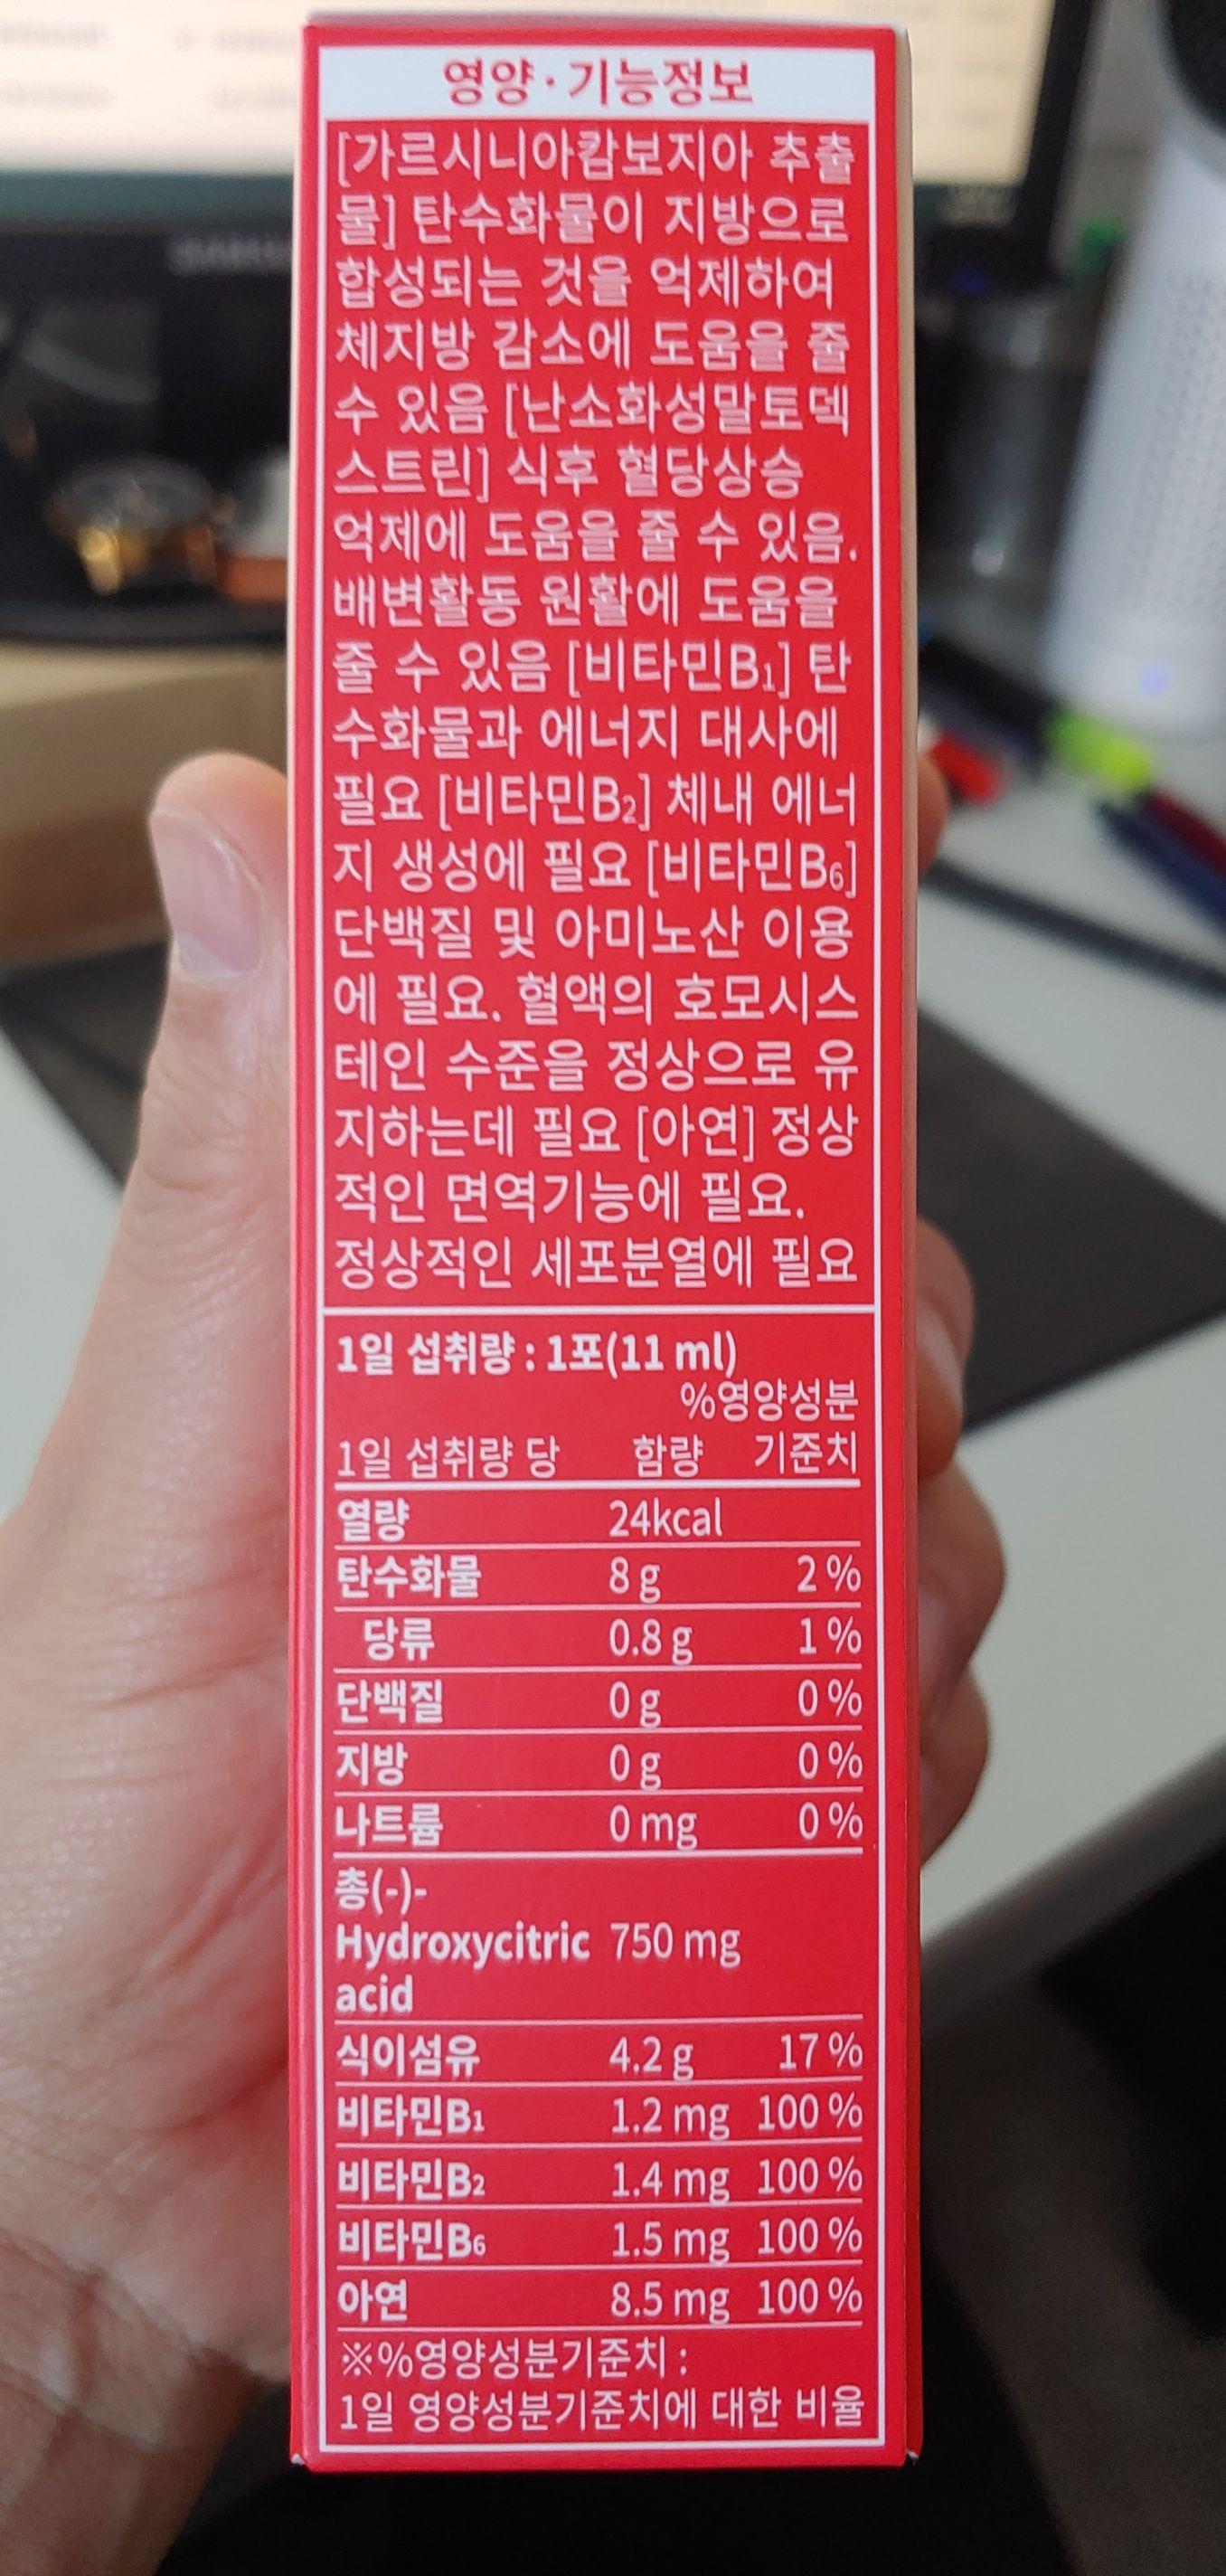 영양·기능정보
[가르시니아캄보지아 추출
물] 탄수화물이 지방으로
합성되는 것을 억제하여
체지방 감소에 도움을 줄
수 있음 [난소화성말토덱
스트린] 식후 혈당상승
억제에 도움을 줄 수 있음.
배변활동 원활에 도움을
줄 수 있음 [비타민B1] 탄
수화물과 에너지 대사에
필요 [비타민B2] 체내 에너
지 생성에 필요 [비타민B6]
단백질 및 아미노산 이용
에 필요. 혈액의 호모시스
테인 수준을 정상으로 유
지하는데 필요 [아연] 정상
적인 면역기능에 필요.
정상적인 세포분열에 필요
1일 섭취량 : 1포(11 ml)
%영양성분
1일 섭취량 당 함량 기준치
열량 24kcal
탄수화물 8 g 2 %
당류 0.8 g 1 %
단백질 0 g 0 %
지방 0 g 0 %
나트륨 0 mg 0 %
총(-)-
Hydroxycitric 750 mg
acid
식이섬유 4.2 g 17 %
비타민B1 1.2 mg 100 %
비타민B2 1.4 mg 100 %
비타민B6 1.5 mg 100 %
아연 8.5 mg 100 %
※%영양성분기준치 :
1일 영양성분기준치에 대한 비율